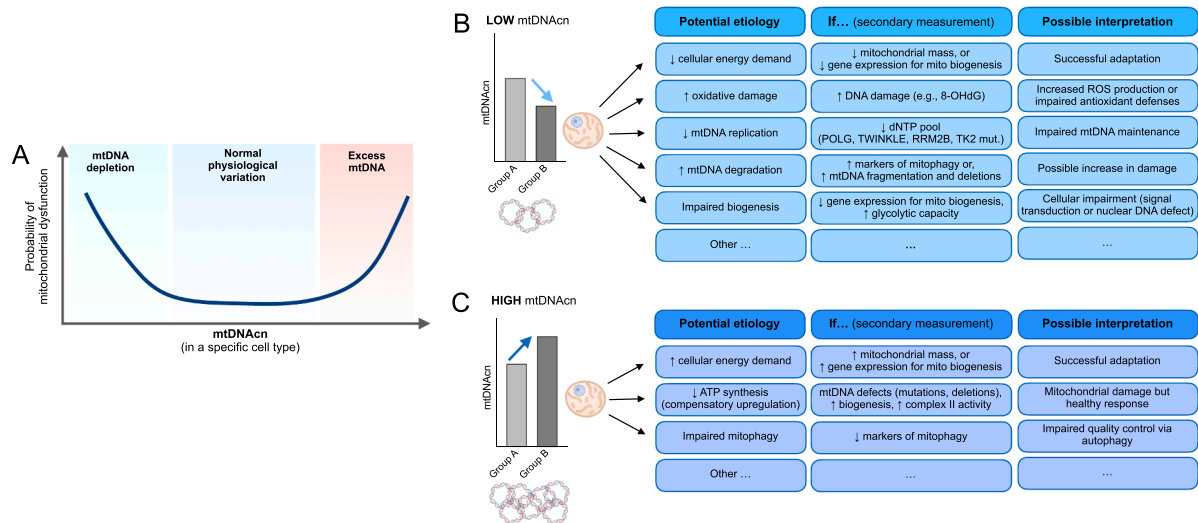 A
mtDNA
depletion
Normal
physiological
variation
Excess
mtDNA
Probability of
mitochondrial dysfunction
mtDNAcn
(in a specific cell type)
B
LOW mtDNAcn
mtDNAcn
Group A
Group B
Potential etiology
If… (secondary measurement)
Possible interpretation
↓ cellular energy demand
↓ mitochondrial mass, or
↓ gene expression for mito biogenesis
Successful adaptation
↑ oxidative damage
↑ DNA damage (e.g., 8-OHdG)
Increased ROS production or
impaired antioxidant defenses
↓ mtDNA replication
↓ dNTP pool
(POLG, TWINKLE, RRM2B, TK2 mut.)
Impaired mtDNA maintenance
↑ mtDNA degradation
↑ markers of mitophagy or,
↑ mtDNA fragmentation and deletions
Possible increase in damage
Impaired biogenesis
↓ gene expression for mito biogenesis,
↑ glycolytic capacity
Cellular impairment (signal
transduction or nuclear DNA defect)
Other …
…
…
C
HIGH mtDNAcn
mtDNAcn
Group A
Group B
Potential etiology
If… (secondary measurement)
Possible interpretation
↑ cellular energy demand
↑ mitochondrial mass, or
↑ gene expression for mito biogenesis
Successful adaptation
↓ ATP synthesis
(compensatory upregulation)
mtDNA defects (mutations, deletions),
↑ biogenesis, ↑ complex II activity
Mitochondrial damage but
healthy response
Impaired mitophagy
↓ markers of mitophagy
Impaired quality control via
autophagy
Other …
…
…